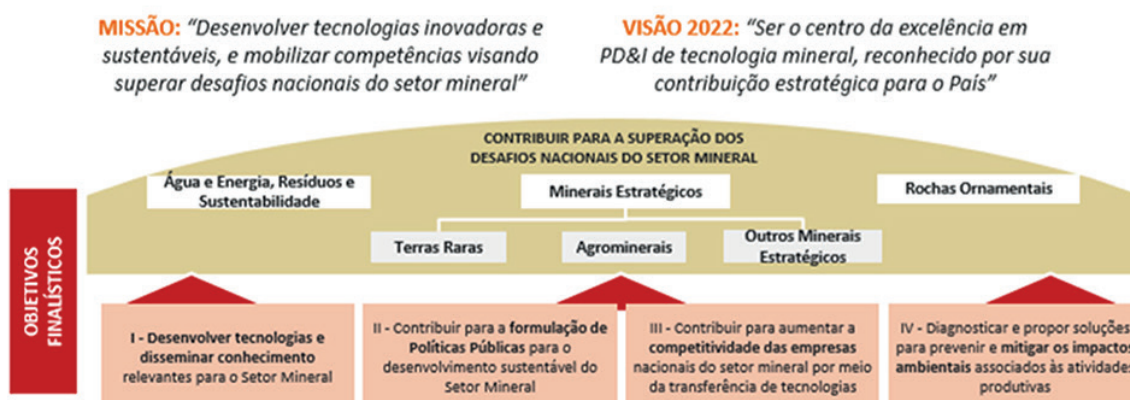 MISSÃO: “Desenvolver tecnologias inovadoras e
sustentáveis, e mobilizar competências visando
superar desafios nacionais do setor mineral”
VISÃO 2022: “Ser o centro da excelência em
PD&I de tecnologia mineral, reconhecido por sua
contribuição estratégica para o País”
CONTRIBUIR PARA A SUPERAÇÃO DOS
DESAFIOS NACIONAIS DO SETOR MINERAL
Água e Energia, Resíduos e
Sustentabilidade
Minerais Estratégicos
Rochas Ornamentais
Terras Raras
Agrominerais
Outros Minerais
Estratégicos
OBJETIVOS
FINALÍSTICOS
I - Desenvolver tecnologias e
disseminar conhecimento
relevantes para o Setor Mineral
II - Contribuir para a formulação de
Políticas Públicas para o
desenvolvimento sustentável do
Setor Mineral
III - Contribuir para aumentar a
competitividade das empresas
nacionais do setor mineral por meio
da transferência de tecnologias
IV - Diagnosticar e propor soluções
para prevenir e mitigar os impactos
ambientais associados às atividades
produtivas